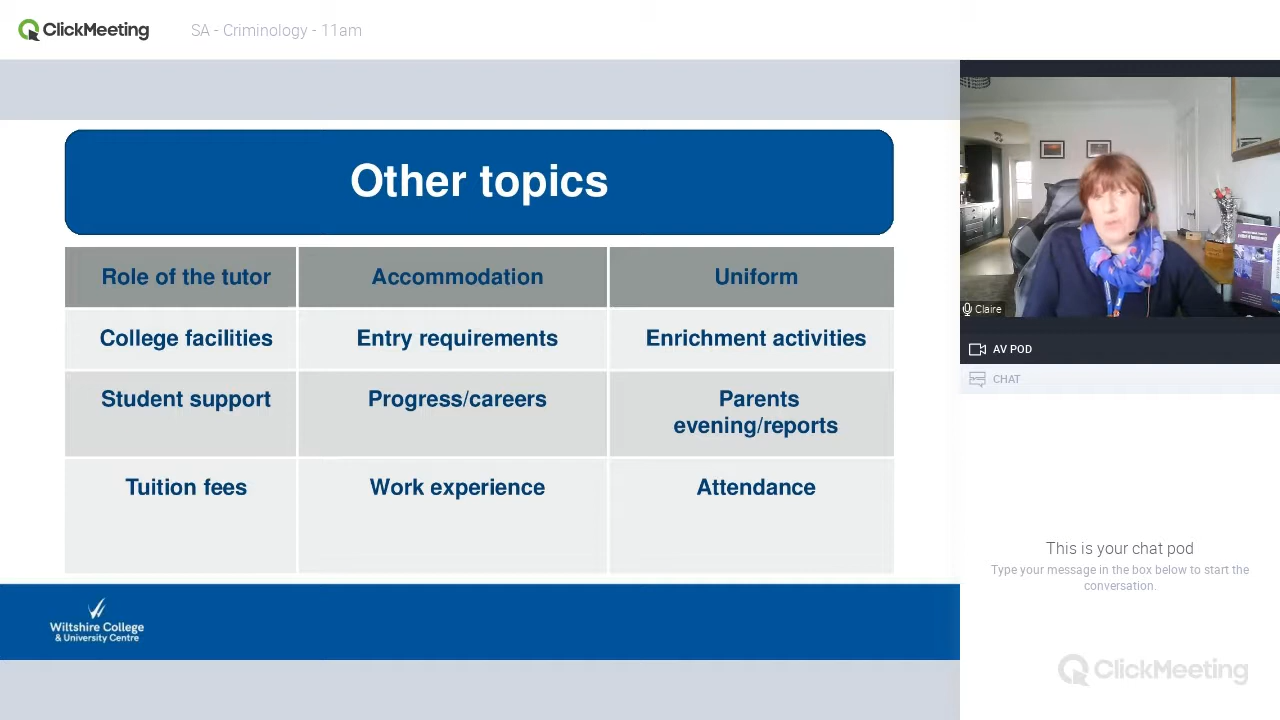 ClickMeeting
SA - Criminology - 11am
Other topics
Role of the tutor
Accommodation
Uniform
College facilities
Entry requirements
Enrichment activities
Student support
Progress/careers
Parents
evening/reports
Tuition fees
Work experience
Attendance
Wiltshire College
& University Centre
Claire
AV POD
CHAT
This is your chat pod
Type your message in the box below to start the
conversation.
ClickMeeting